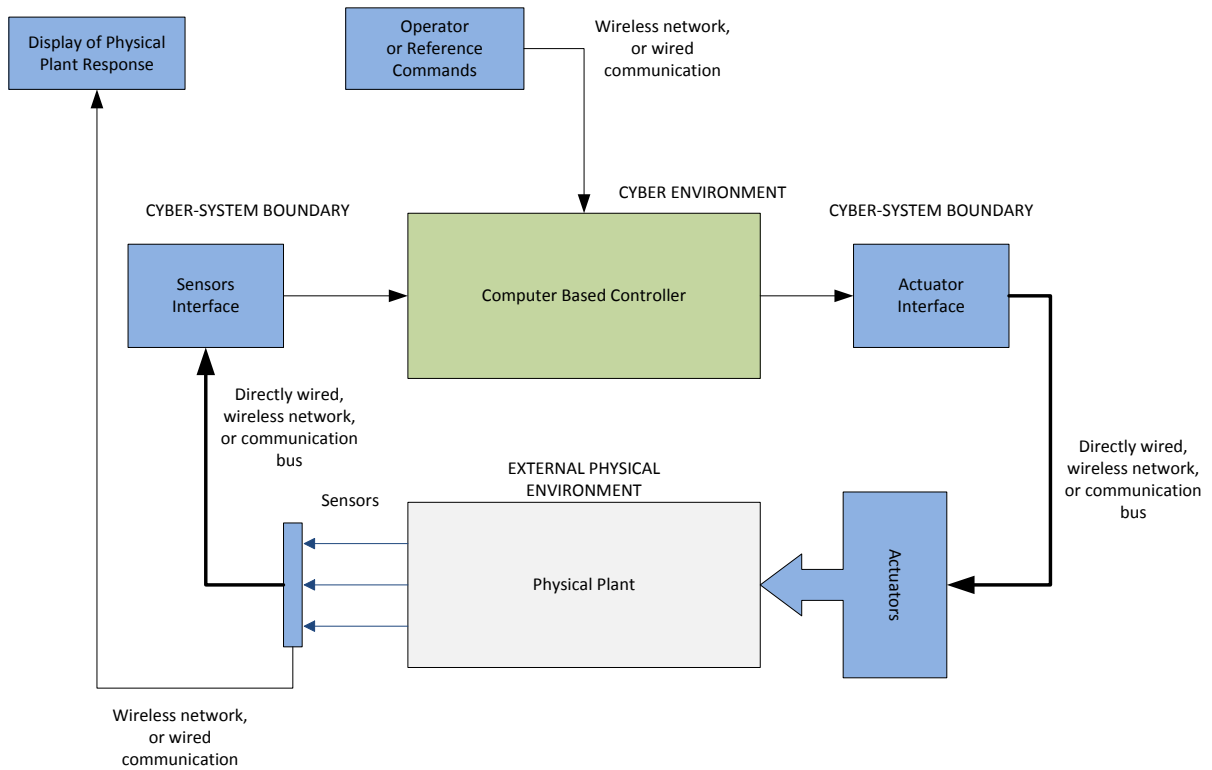 Display of Physical
Plant Response
Operator
or Reference
Commands
Wireless network,
or wired
communication
CYBER-SYSTEM BOUNDARY
CYBER ENVIRONMENT
CYBER-SYSTEM BOUNDARY
Sensors
Interface
Computer Based Controller
Actuator
Interface
Directly wired,
wireless network,
or communication
bus
Directly wired,
wireless network,
or communication
bus
EXTERNAL PHYSICAL
ENVIRONMENT
Sensors
Physical Plant
Actuators
Wireless network,
or wired
communication